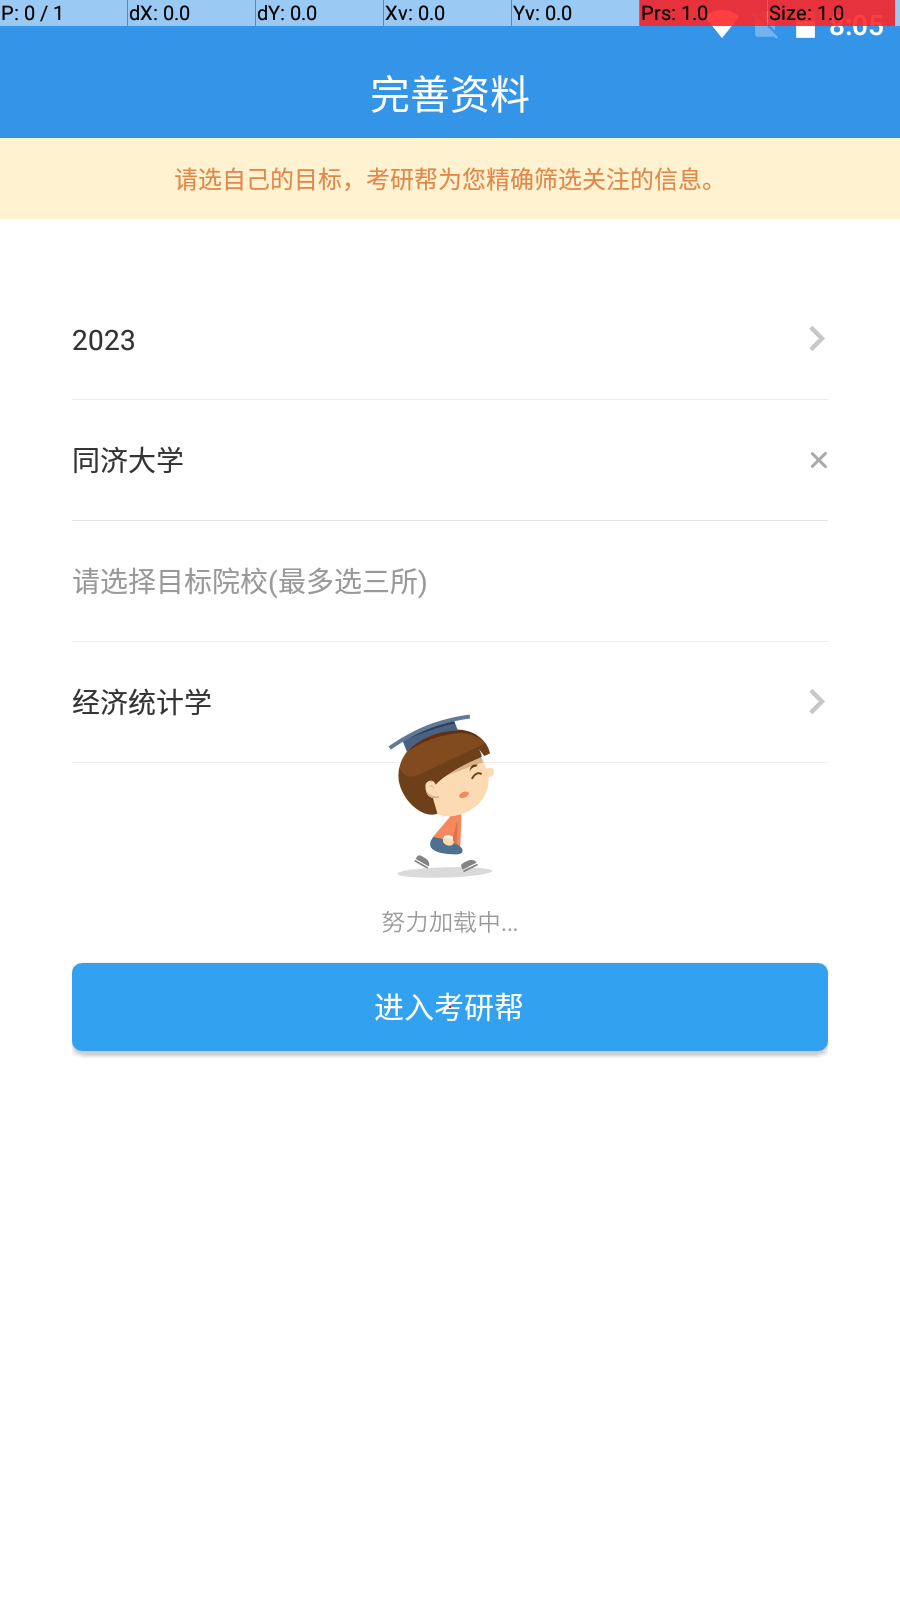 P: 0 / 1 dX: 0.0 dY: 0.0 Xv: 0.0 Yv: 0.0 Prs: 1.0 Size: 1.0
8:05
完善资料
请选自己的目标，考研帮为您精确筛选关注的信息。
2023
同济大学
请选择目标院校(最多选三所)
经济统计学
努力加载中...
进入考研帮